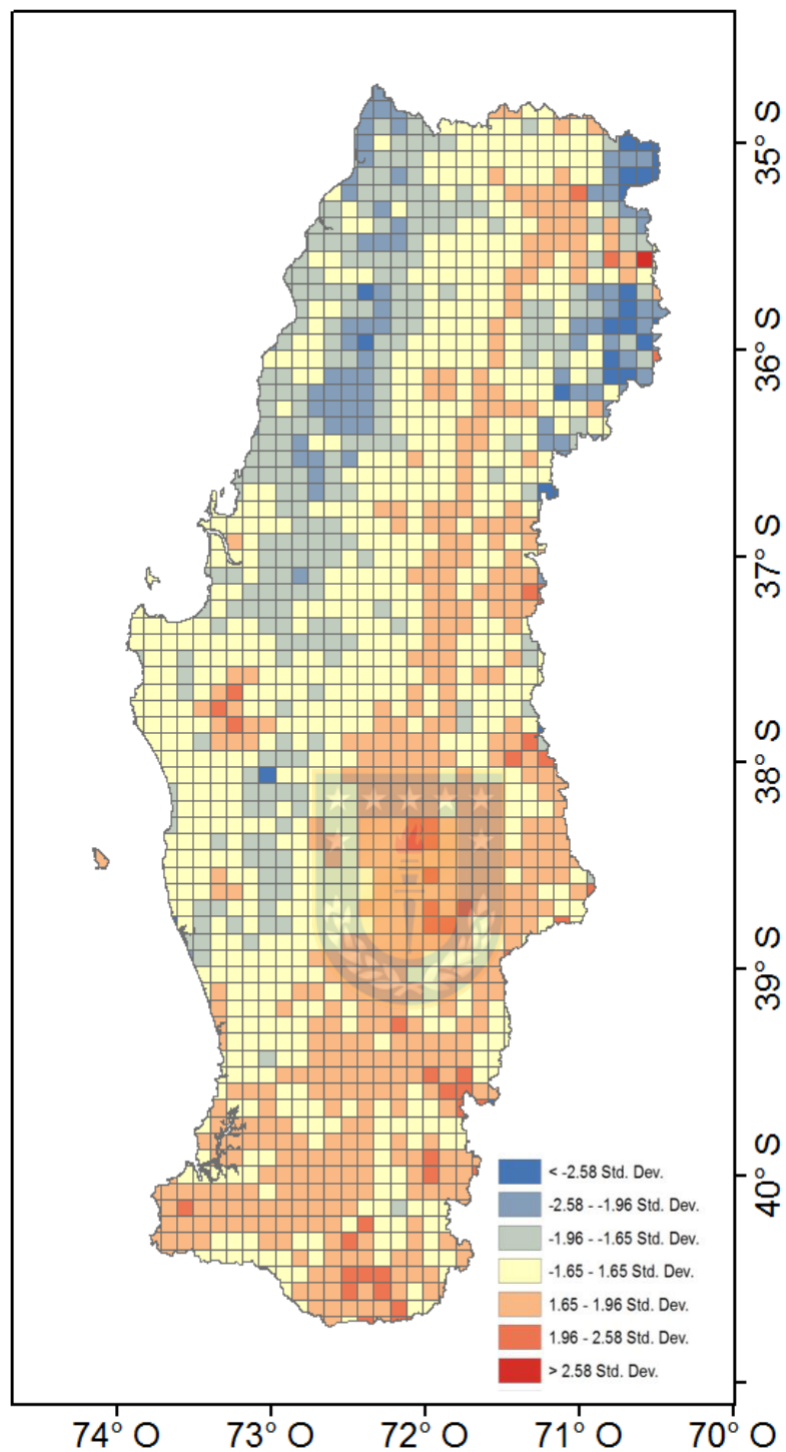 35° S
36° S
37° S
38° S
39° S
40° S
< -2.58 Std. Dev.
-2.58 - -1.96 Std. Dev.
-1.96 - -1.65 Std. Dev.
-1.65 - 1.65 Std. Dev.
1.65 - 1.96 Std. Dev.
1.96 - 2.58 Std. Dev.
> 2.58 Std. Dev.
74° O
73° O
72° O
71° O
70° O